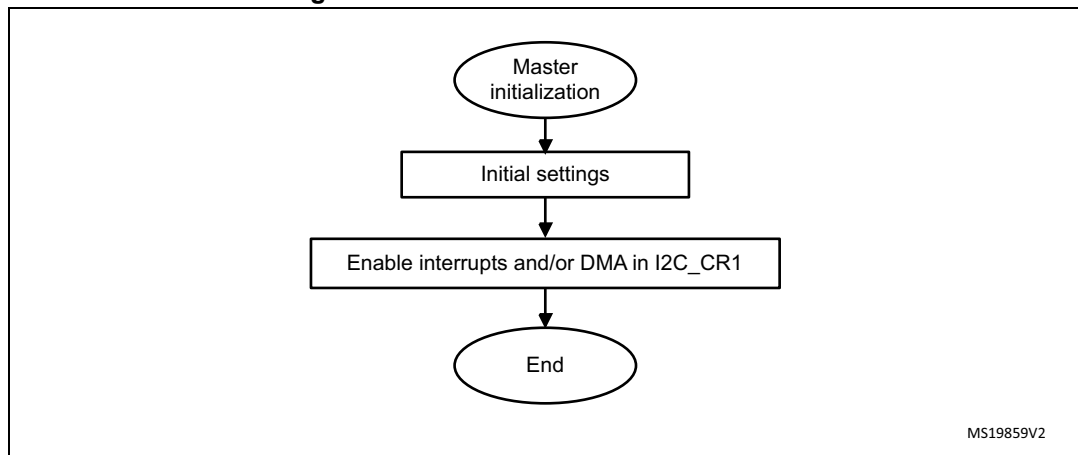 Master
initialization
Initial settings
Enable interrupts and/or DMA in I2C_CR1
End
MS19859V2